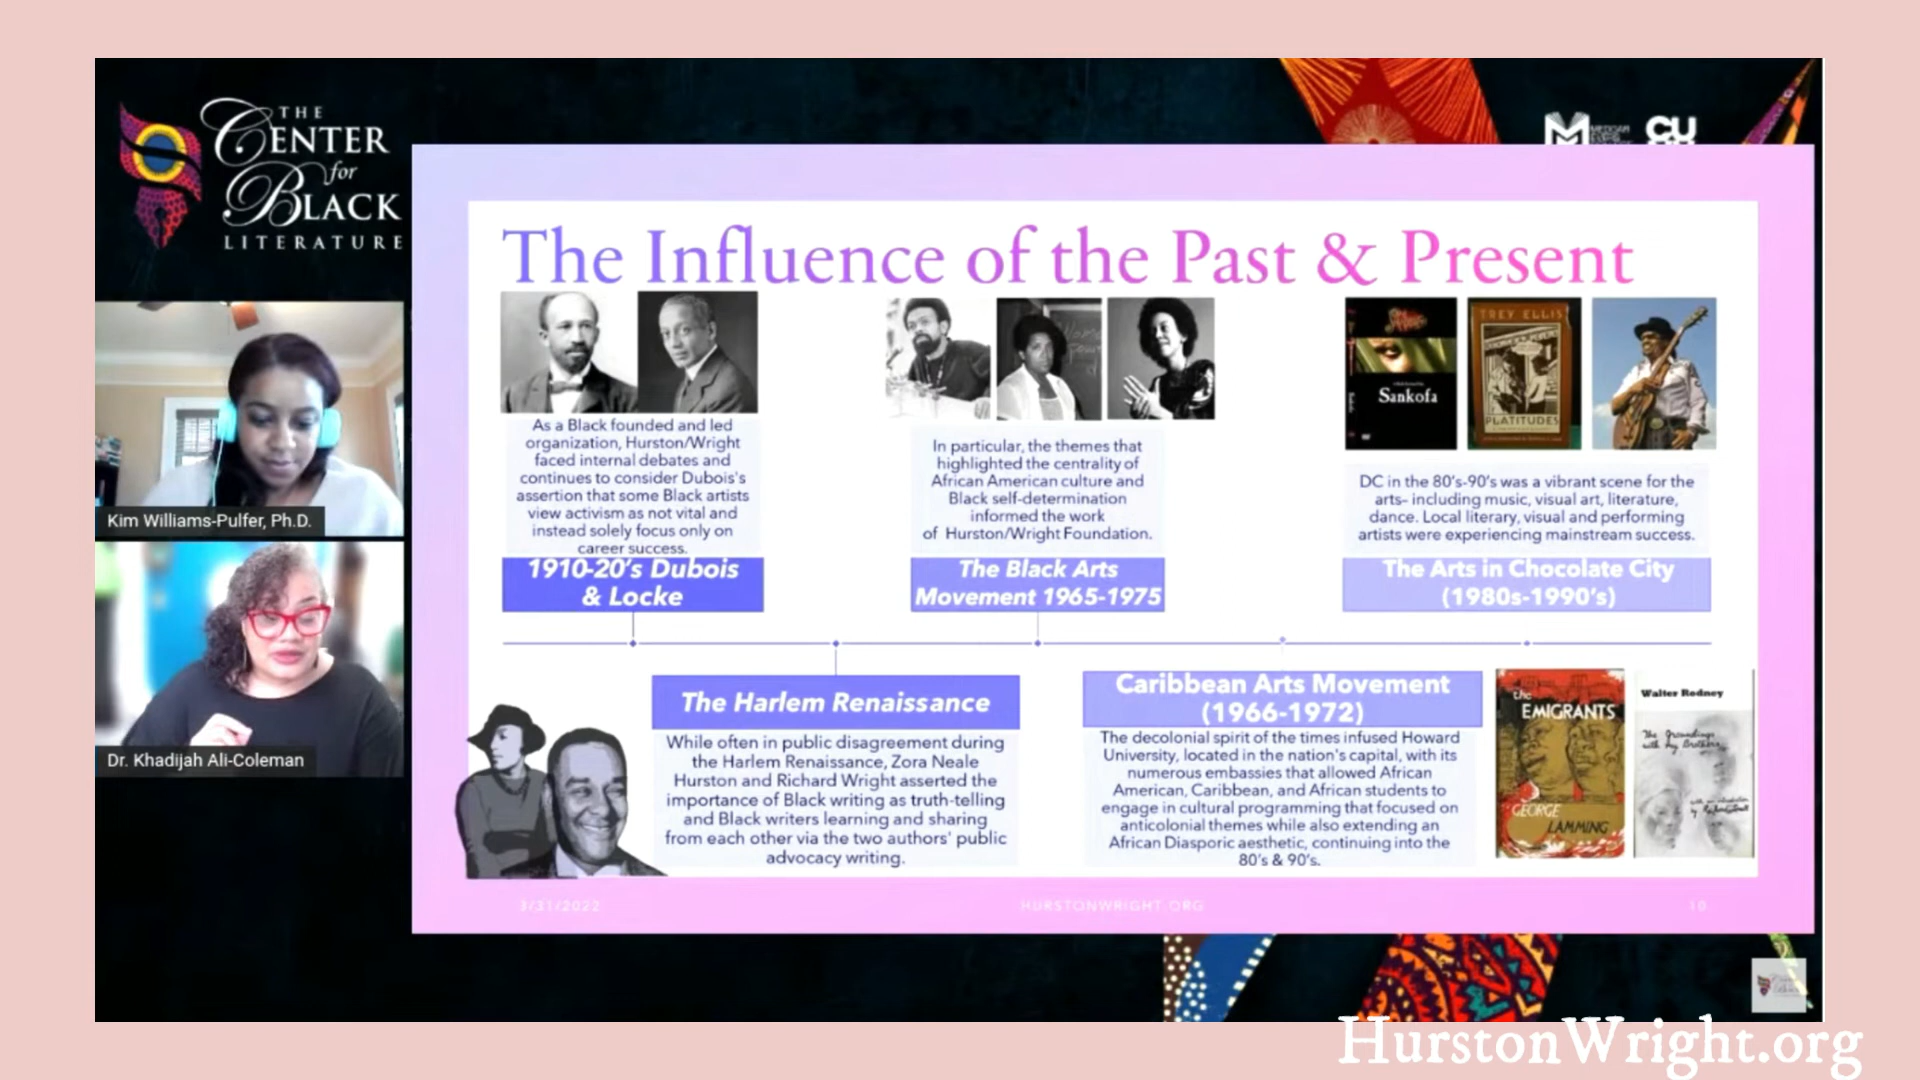 THE
CENTER
for
BLACK
LITERATURE
CU
The Influence of the Past & Present
Sankofa
TREY ELLIS
PLATITUDES
As a Black founded and led
organization, Hurston/Wright
faced internal debates and
continues to consider Dubois's
assertion that some Black artists
view activism as not vital and
instead solely focus only on
career success.
1910-20's Dubois
& Locke
In particular, the themes that
highlighted the centrality of
African American culture and
Black self-determination
informed the work
of Hurston/Wright Foundation.
The Black Arts
Movement 1965-1975
DC in the 80's-90's was a vibrant scene for the
arts- including music, visual art, literature,
dance. Local literary, visual and performing
artists were experiencing mainstream success.
The Arts in Chocolate City
(1980s-1990's)
Kim Williams-Pulfer, Ph.D.
Dr. Khadijah Ali-Coleman
The Harlem Renaissance
While often in public disagreement during
the Harlem Renaissance, Zora Neale
Hurston and Richard Wright asserted the
importance of Black writing as truth-telling
and Black writers learning and sharing
from each other via the two authors' public
advocacy writing.
Caribbean Arts Movement
(1966-1972)
The decolonial spirit of the times infused Howard
University, located in the nation's capital, with its
numerous embassies that allowed African
American, Caribbean, and African students to
engage in cultural programming that focused on
anticolonial themes while also extending an
African Diasporic aesthetic, continuing into the
80's & 90's.
the
EMIGRANTS
GEORGE
LAMMING
Walter Rodney
The Groundings
with my Brothers
3/31/2022
HURSTONWRIGHT.ORG
10
HurstonWright.org